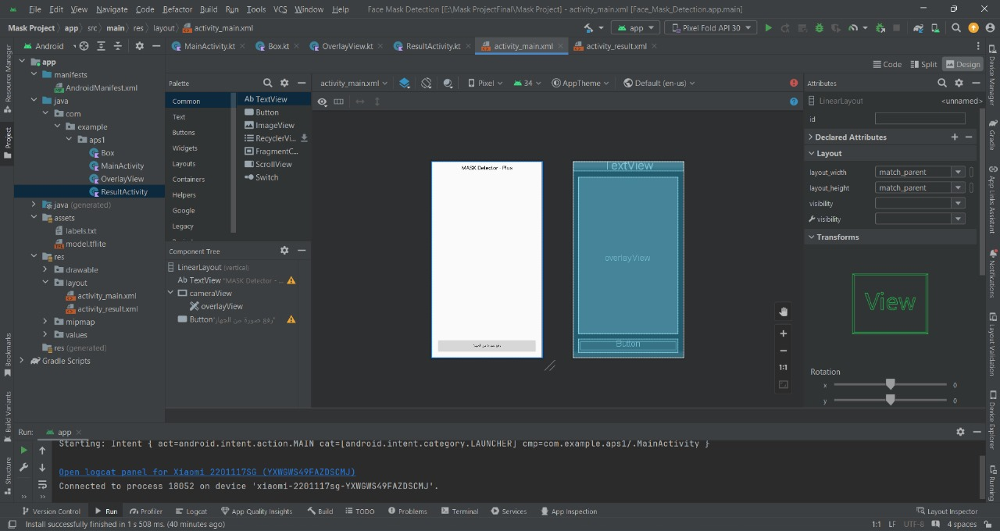 File Edit View Navigate Code Refactor Build Run Tools VCS Window Help Face Mask Detection [E:\Mask ProjectFinal\Mask Project] - activity_main.xml [Face_Mask_Detection.app.main]
Mask Project app src main res layout activity_main.xml app Pixel Fold API 30
Android MainActivity.kt Box.kt OverlayView.kt ResultActivity.kt activity_main.xml activity_result.xml
Code Split Design
Resource Manager
Project
Bookmarks
Build Variants
Structure
app
manifests
AndroidManifest.xml
java
com
example
aps1
Box
MainActivity
OverlayView
ResultActivity
java (generated)
assets
labels.txt
model.tflite
res
drawable
layout
activity_main.xml
activity_result.xml
mipmap
values
res (generated)
Gradle Scripts
Palette
Common
Text
Buttons
Widgets
Layouts
Containers
Helpers
Google
Legacy
Ab TextView
Button
ImageView
RecyclerVi...
FragmentC...
ScrollView
Switch
Component Tree
LinearLayout (vertical)
Ab TextView "MASK Detector - ...
cameraView
overlayView
Button "رفع صورة من الجهاز"
activity_main.xml Pixel 34 AppTheme Default (en-us)
MASK Detector - Plus
TextView
overlayView
Button
1:1
Attributes
LinearLayout <unnamed>
id
Declared Attributes
Layout
layout_width match_parent
layout_height match_parent
visibility
visibility
Transforms
View
Rotation
x 0
y 0
Device Manager
Gradle
App Links Assistant
Notifications
Layout Validation
Device Explorer
Running
Run: app
Starting: Intent { act=android.intent.action.MAIN cat=[android.intent.category.LAUNCHER] cmp=com.example.aps1/.MainActivity }
Open logcat panel for Xiaomi 2201117SG (YXWGWS49FAZDSCMJ)
Connected to process 18052 on device 'xiaomi-2201117sg-YXWGWS49FAZDSCMJ'.
Version Control Run Profiler Logcat App Quality Insights Build TODO Problems Terminal Services App Inspection Layout Inspector
Install successfully finished in 1 s 508 ms. (40 minutes ago) 1:1 LF UTF-8 4 spaces